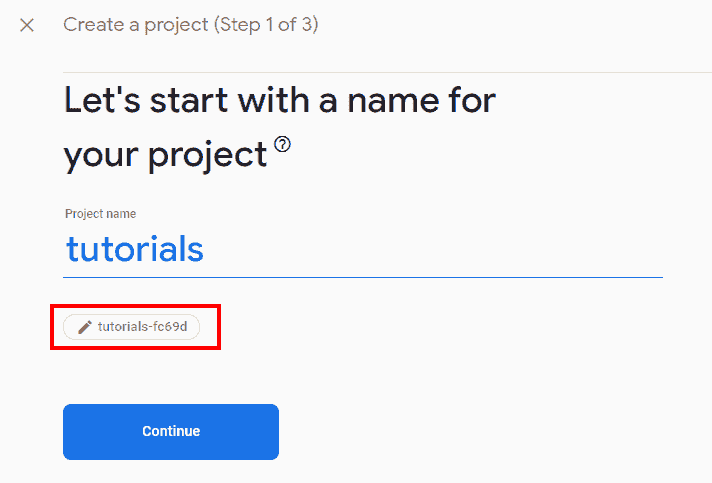 Create a project (Step 1 of 3)
Let's start with a name for
your project
Project name
tutorials
tutorials-fc69d
Continue